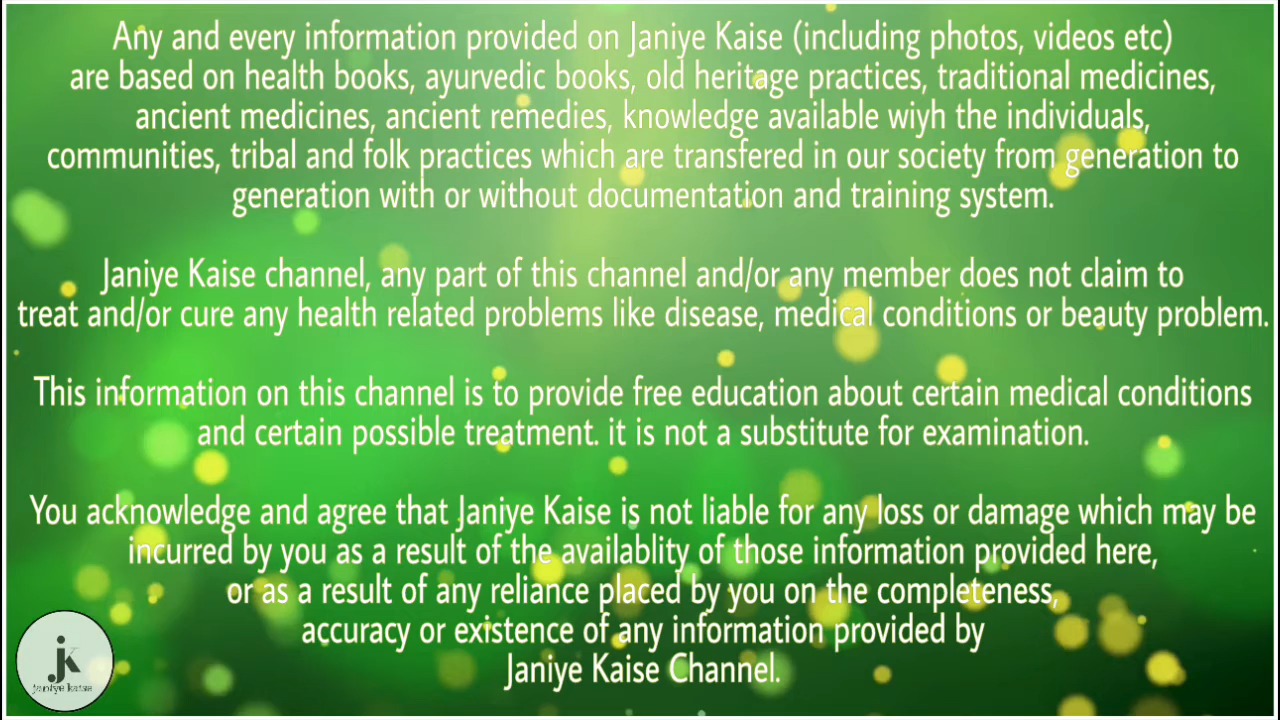 Any and every information provided on Janiye Kaise (including photos, videos etc)
are based on health books, ayurvedic books, old heritage practices, traditional medicines,
ancient medicines, ancient remedies, knowledge available wiyh the individuals,
communities, tribal and folk practices which are transfered in our society from generation to
generation with or without documentation and training system.
Janiye Kaise channel, any part of this channel and/or any member does not claim to
treat and/or cure any health related problems like disease, medical conditions or beauty problem.
This information on this channel is to provide free education about certain medical conditions
and certain possible treatment. it is not a substitute for examination.
You acknowledge and agree that Janiye Kaise is not liable for any loss or damage which may be
incurred by you as a result of the availablity of those information provided here,
or as a result of any reliance placed by you on the completeness,
accuracy or existence of any information provided by
Janiye Kaise Channel.
jk
janiye kaise